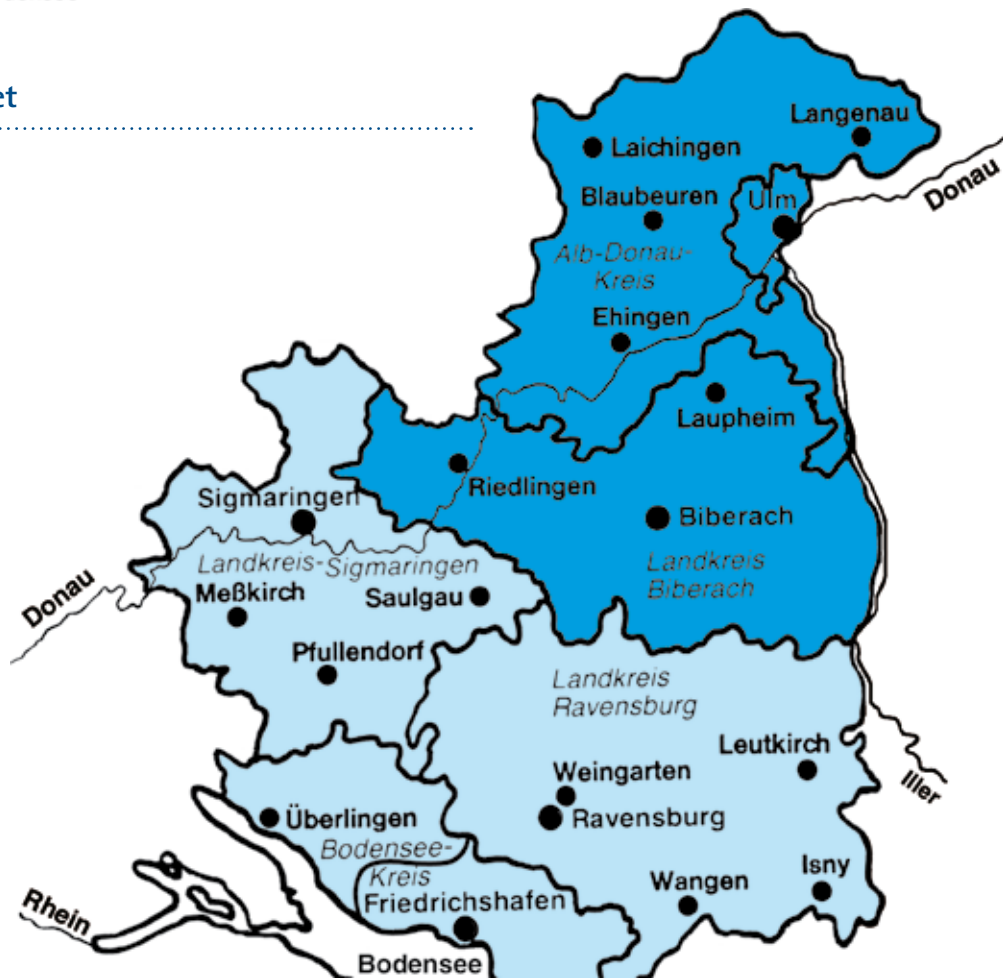 et
Langenau
Laichingen
Donau
Blaubeuren
Ulm
Alb-Donau-
Kreis
Ehingen
Laupheim
Riedlingen
Sigmaringen
Biberach
Landkreis-Sigmaringen
Landkreis
Biberach
Donau
Meßkirch
Saulgau
Pfullendorf
Landkreis
Ravensburg
Leutkirch
Weingarten
Iller
Überlingen
Ravensburg
Bodensee-
Kreis
Isny
Wangen
Friedrichshafen
Rhein
Bodensee